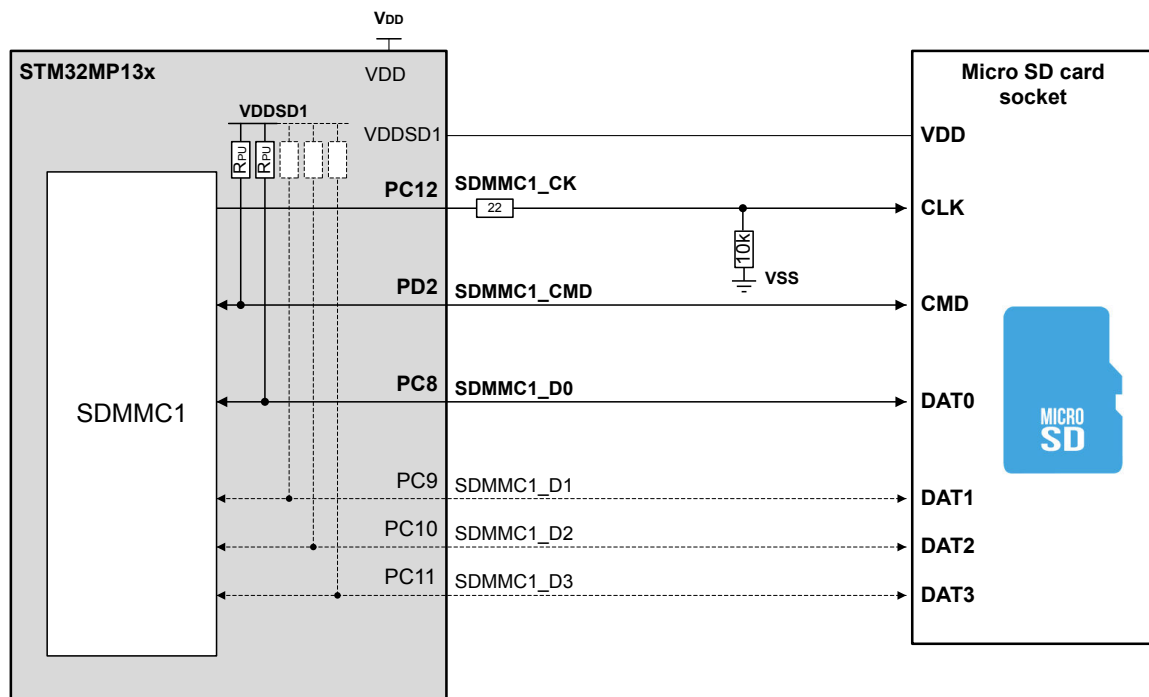 VDD
STM32MP13x
VDD
Micro SD card
socket
VDDSD1
VDDSD1
VDD
RPU
RPU
PC12
SDMMC1_CK
22
CLK
10k
VSS
PD2
SDMMC1_CMD
CMD
SDMMC1
PC8
SDMMC1_D0
DAT0
MICRO
SD
PC9
SDMMC1_D1
DAT1
PC10
SDMMC1_D2
DAT2
PC11
SDMMC1_D3
DAT3